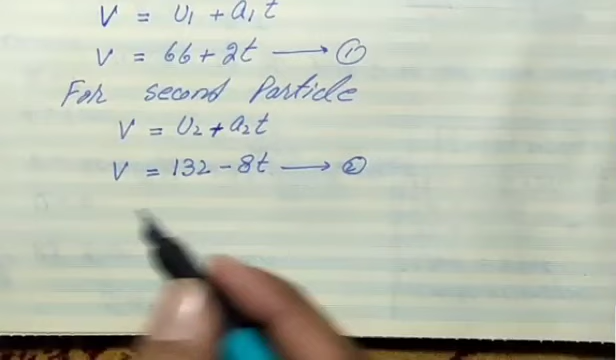 V = U₁ + a₁t
V = 66 + 2t ⟶ ①
For second Particle
V = U₂ + a₂t
V = 132 - 8t ⟶ ②